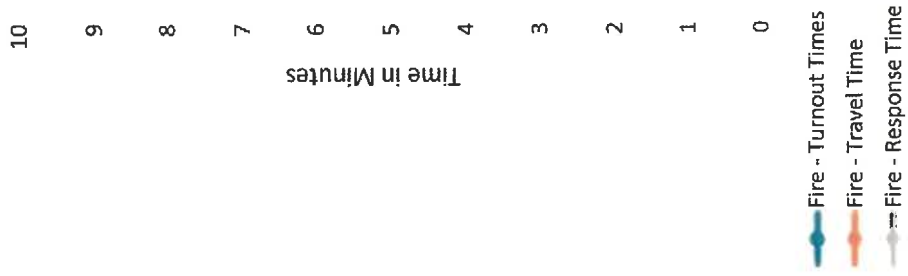 10
9
8
7
6
5
4
3
2
1
0
Time in Minutes
Fire - Turnout Times
Fire - Travel Time
Fire - Response Time